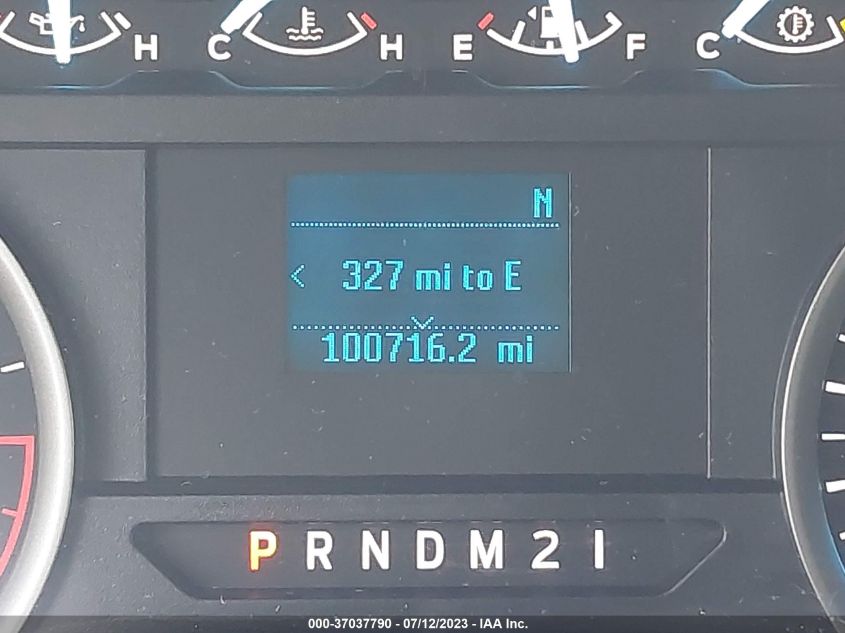 H C H E F C
N
< 327 mi to E
100716.2 mi
P R N D M 2 1
000-37037790 - 07/12/2023 - IAA Inc.